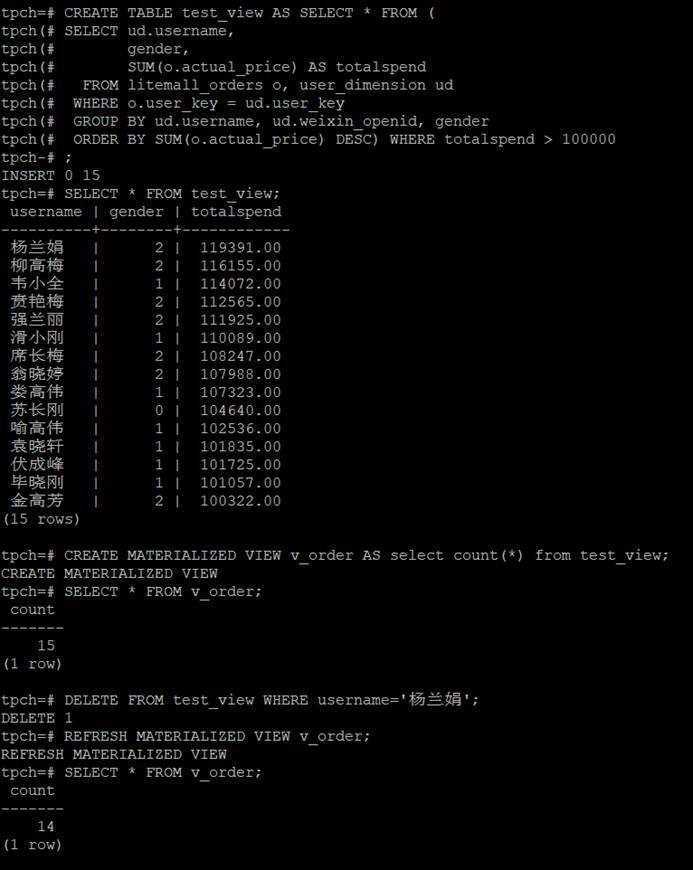 tpch=# CREATE TABLE test_view AS SELECT * FROM (
tpch(# SELECT ud.username,
tpch(#        gender,
tpch(#        SUM(o.actual_price) AS totalspend
tpch(#   FROM litemall_orders o, user_dimension ud
tpch(#  WHERE o.user_key = ud.user_key
tpch(#  GROUP BY ud.username, ud.weixin_openid, gender
tpch(#  ORDER BY SUM(o.actual_price) DESC) WHERE totalspend > 100000
tpch-# ;
INSERT 0 15
tpch=# SELECT * FROM test_view;
 username | gender | totalspend
----------+--------+------------
 杨兰娟   |      2 |  119391.00
 柳高梅   |      2 |  116155.00
 韦小全   |      1 |  114072.00
 贲艳梅   |      2 |  112565.00
 强兰丽   |      2 |  111925.00
 滑小刚   |      1 |  110089.00
 席长梅   |      2 |  108247.00
 翁晓婷   |      2 |  107988.00
 娄高伟   |      1 |  107323.00
 苏长刚   |      0 |  104640.00
 喻高伟   |      1 |  102536.00
 袁晓轩   |      1 |  101835.00
 伏成峰   |      1 |  101725.00
 毕晓刚   |      1 |  101057.00
 金高芳   |      2 |  100322.00
(15 rows)
tpch=# CREATE MATERIALIZED VIEW v_order AS select count(*) from test_view;
CREATE MATERIALIZED VIEW
tpch=# SELECT * FROM v_order;
 count
-------
    15
(1 row)
tpch=# DELETE FROM test_view WHERE username='杨兰娟';
DELETE 1
tpch=# REFRESH MATERIALIZED VIEW v_order;
REFRESH MATERIALIZED VIEW
tpch=# SELECT * FROM v_order;
 count
-------
    14
(1 row)